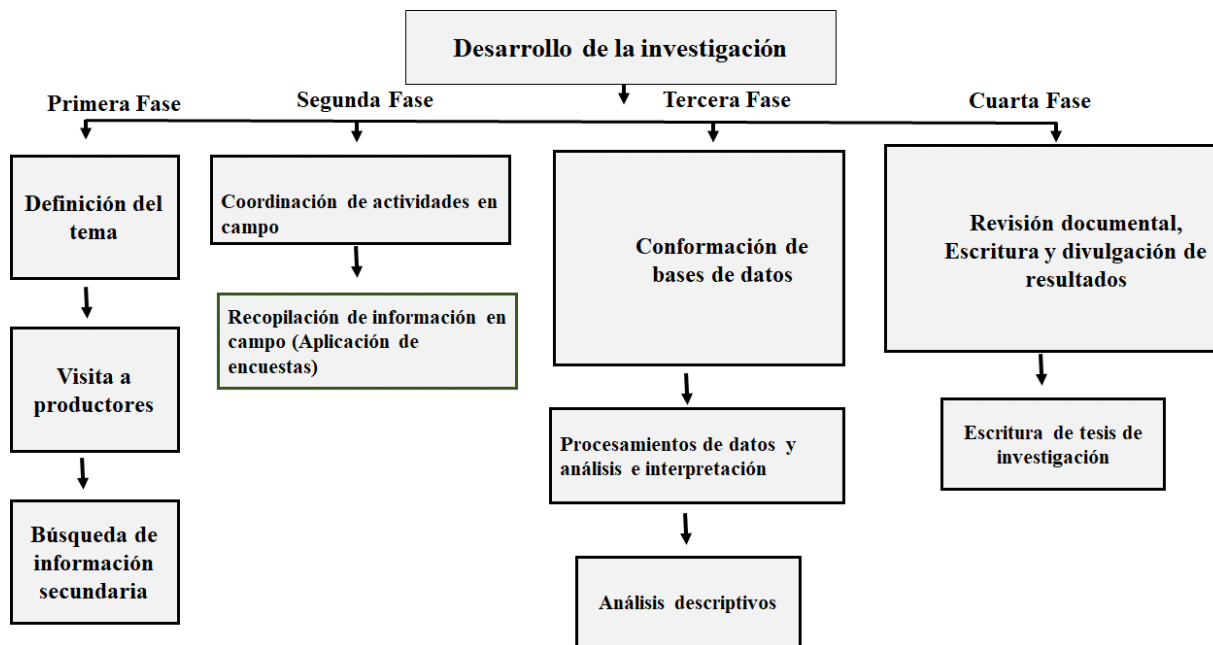 Desarrollo de la investigación
Primera Fase
Segunda Fase
Tercera Fase
Cuarta Fase
Definición del
tema
Visita a
productores
Búsqueda de
información
secundaria
Coordinación de actividades en
campo
Recopilación de información en
campo (Aplicación de
encuestas)
Conformación de
bases de datos
Procesamientos de datos y
análisis e interpretación
Análisis descriptivos
Revisión documental,
Escritura y divulgación de
resultados
Escritura de tesis de
investigación